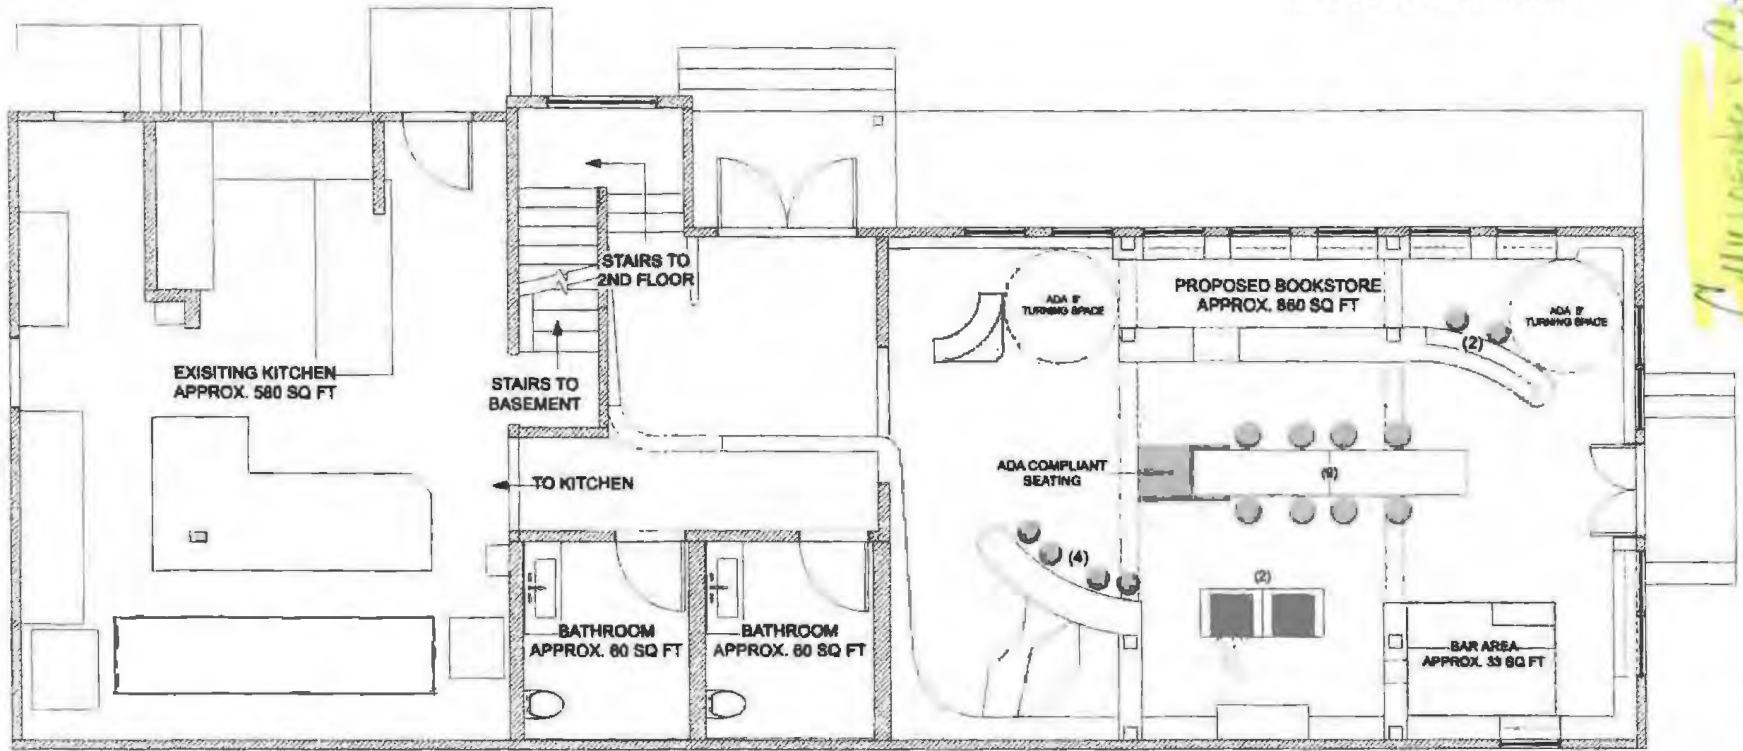 STAIRS TO
2ND FLOOR
PROPOSED BOOKSTORE
APPROX. 860 SQ FT
ADA 5'
TURNING SPACE
ADA 5'
TURNING SPACE
(2)
EXISITING KITCHEN
APPROX. 580 SQ FT
STAIRS TO
BASEMENT
ADA COMPLIANT
SEATING
(9)
TO KITCHEN
(4)
(2)
BATHROOM
APPROX. 60 SQ FT
BATHROOM
APPROX. 60 SQ FT
BAR AREA
APPROX. 33 SQ FT